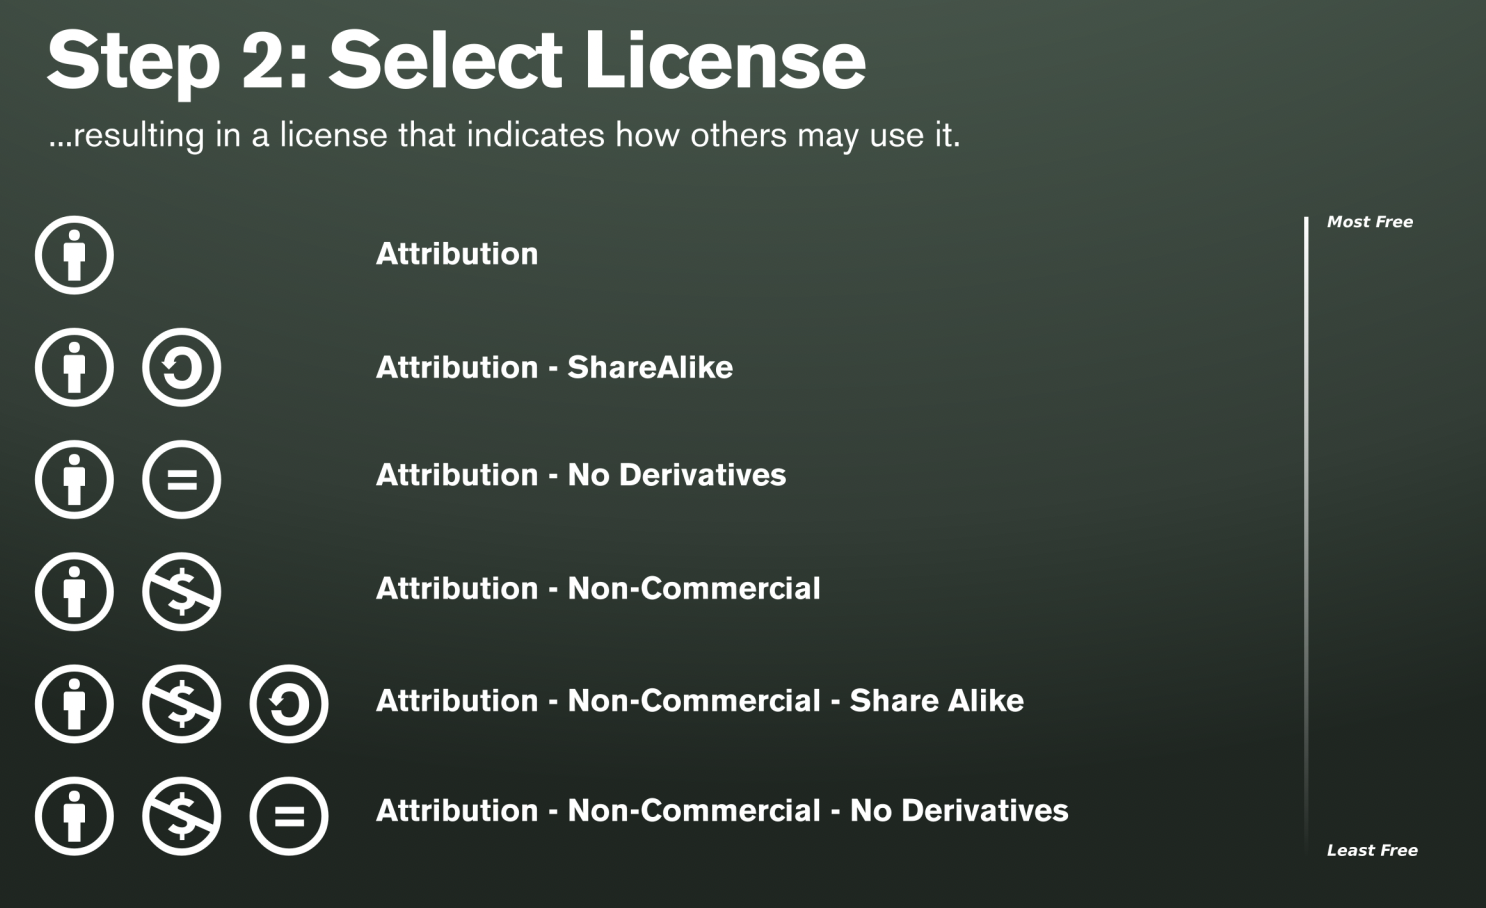 Step 2: Select License
...resulting in a license that indicates how others may use it.
Most Free
Attribution
Attribution - ShareAlike
Attribution - No Derivatives
Attribution - Non-Commercial
Attribution - Non-Commercial - Share Alike
Attribution - Non-Commercial - No Derivatives
Least Free